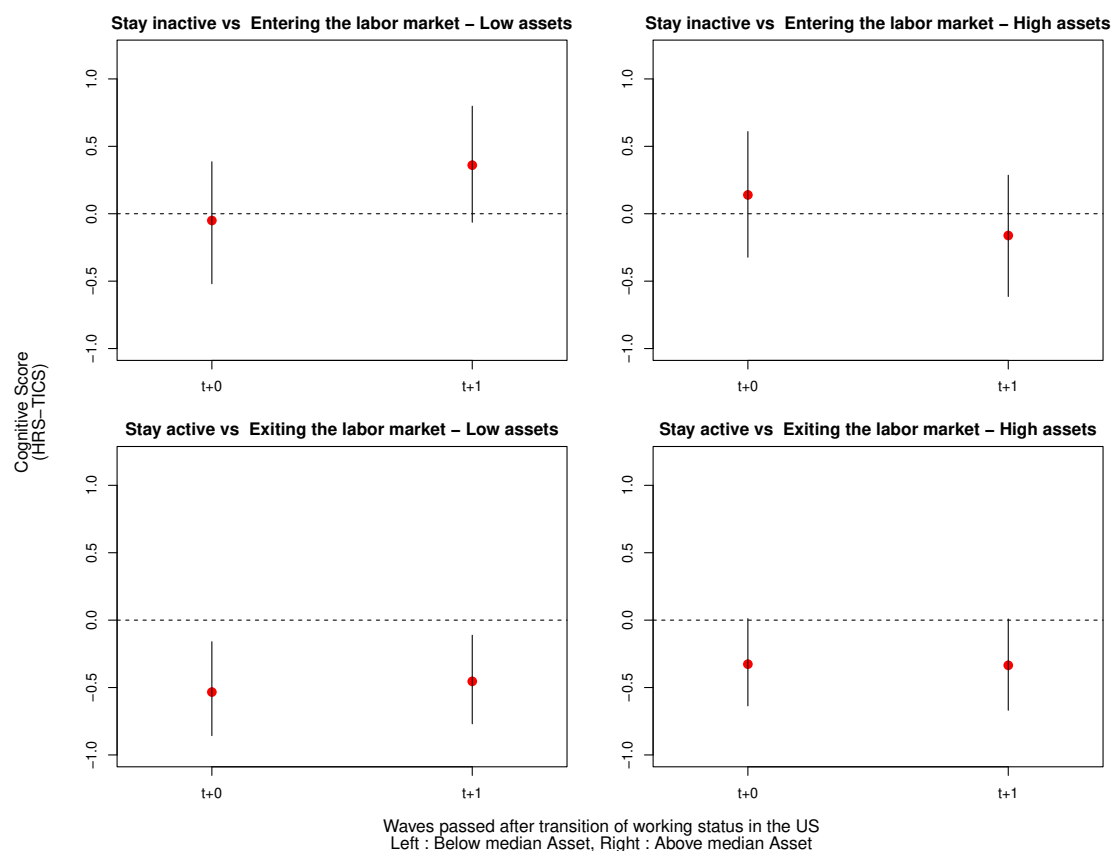 Stay inactive vs  Entering the labor market – Low assets
1.0
0.5
0.0
−0.5
−1.0
t+0 t+1
Stay inactive vs  Entering the labor market – High assets
1.0
0.5
0.0
−0.5
−1.0
t+0 t+1
Cognitive Score
(HRS−TICS)
Stay active vs  Exiting the labor market – Low assets
1.0
0.5
0.0
−0.5
−1.0
t+0 t+1
Stay active vs  Exiting the labor market – High assets
1.0
0.5
0.0
−0.5
−1.0
t+0 t+1
Waves passed after transition of working status in the US
Left : Below median Asset, Right : Above median Asset